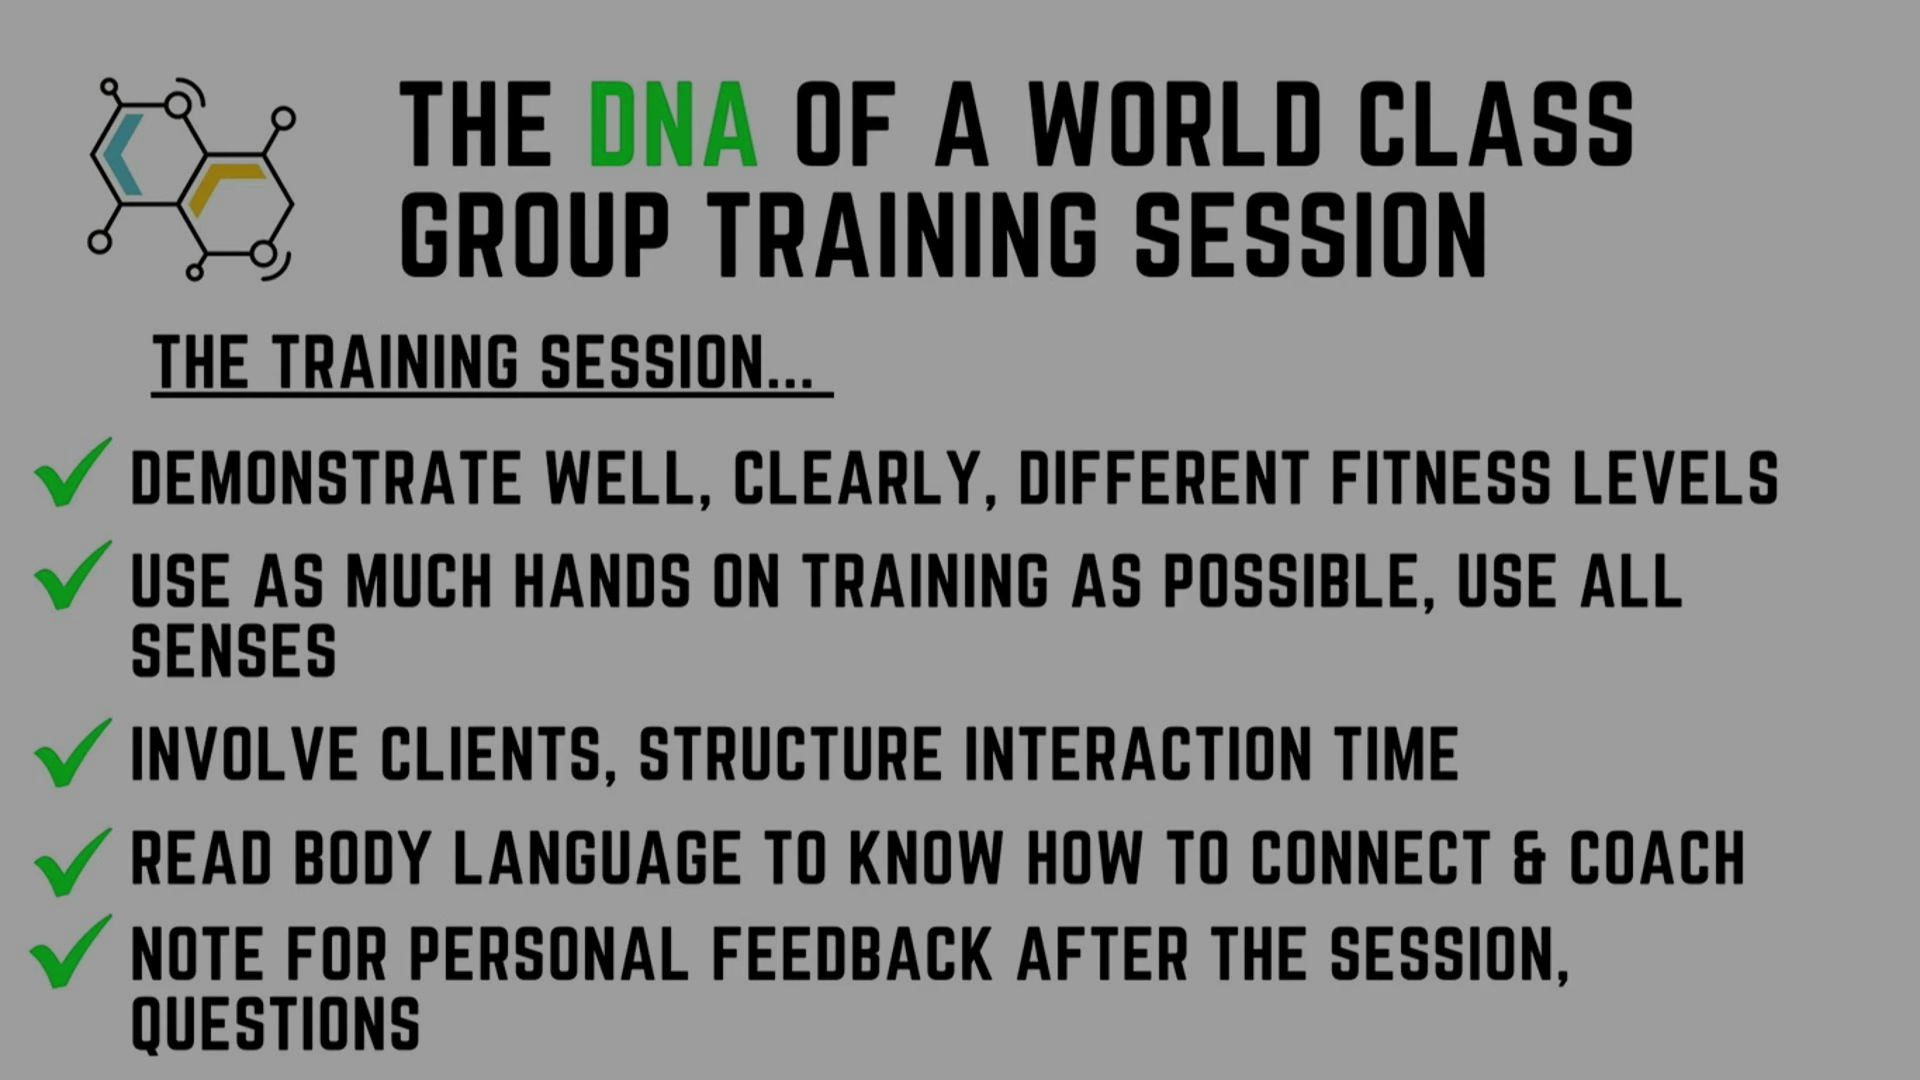 THE DNA OF A WORLD CLASS
GROUP TRAINING SESSION
THE TRAINING SESSION...
DEMONSTRATE WELL, CLEARLY, DIFFERENT FITNESS LEVELS
USE AS MUCH HANDS ON TRAINING AS POSSIBLE, USE ALL
SENSES
INVOLVE CLIENTS, STRUCTURE INTERACTION TIME
READ BODY LANGUAGE TO KNOW HOW TO CONNECT & COACH
NOTE FOR PERSONAL FEEDBACK AFTER THE SESSION,
QUESTIONS